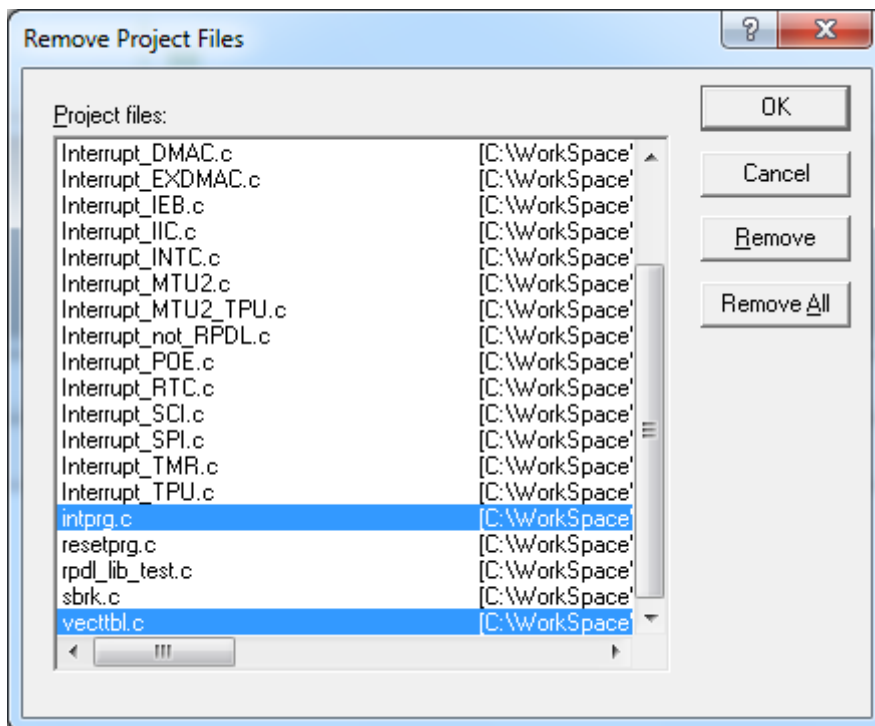 Remove Project Files
Project files:
Interrupt_DMAC.c [C:\WorkSpace'
Interrupt_EXDMAC.c [C:\WorkSpace'
Interrupt_IEB.c [C:\WorkSpace'
Interrupt_IIC.c [C:\WorkSpace'
Interrupt_INTC.c [C:\WorkSpace'
Interrupt_MTU2.c [C:\WorkSpace'
Interrupt_MTU2_TPU.c [C:\WorkSpace'
Interrupt_not_RPDL.c [C:\WorkSpace'
Interrupt_POE.c [C:\WorkSpace'
Interrupt_RTC.c [C:\WorkSpace'
Interrupt_SCI.c [C:\WorkSpace'
Interrupt_SPI.c [C:\WorkSpace'
Interrupt_TMR.c [C:\WorkSpace'
Interrupt_TPU.c [C:\WorkSpace'
intprg.c [C:\WorkSpace'
resetprg.c [C:\WorkSpace'
rpdl_lib_test.c [C:\WorkSpace'
sbrk.c [C:\WorkSpace'
vecttbl.c [C:\WorkSpace'
OK
Cancel
Remove
Remove All